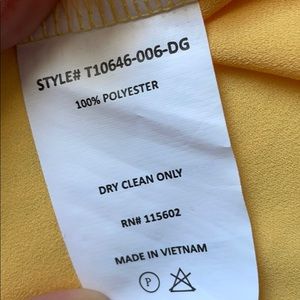 STYLE# T10646-006-DG
100% POLYESTER
DRY CLEAN ONLY
RN# 115602
MADE IN VIETNAM
P